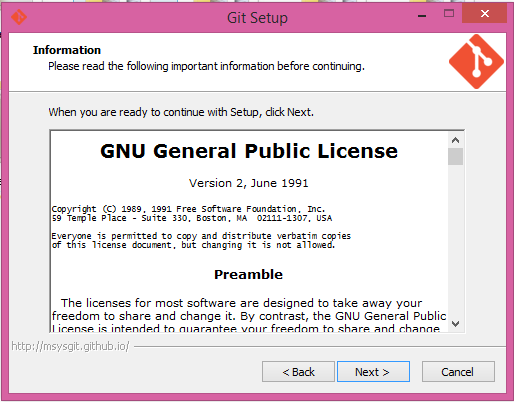 Git Setup
Information
Please read the following important information before continuing.
When you are ready to continue with Setup, click Next.
GNU General Public License
Version 2, June 1991
Copyright (C) 1989, 1991 Free Software Foundation, Inc.
59 Temple Place - Suite 330, Boston, MA  02111-1307, USA
Everyone is permitted to copy and distribute verbatim copies
of this license document, but changing it is not allowed.
Preamble
The licenses for most software are designed to take away your
freedom to share and change it. By contrast, the GNU General Public
License is intended to guarantee your freedom to share and change
http://msysgit.github.io/
< Back
Next >
Cancel